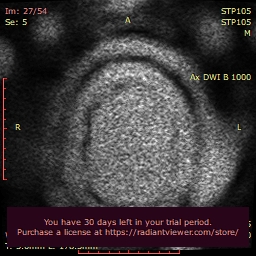 Im: 27/54
Se: 5
A
STP105
STP105
M
Ax DWI B 1000
R
L
You have 30 days left in your trial period.
Purchase a license at https://radiantviewer.com/store/